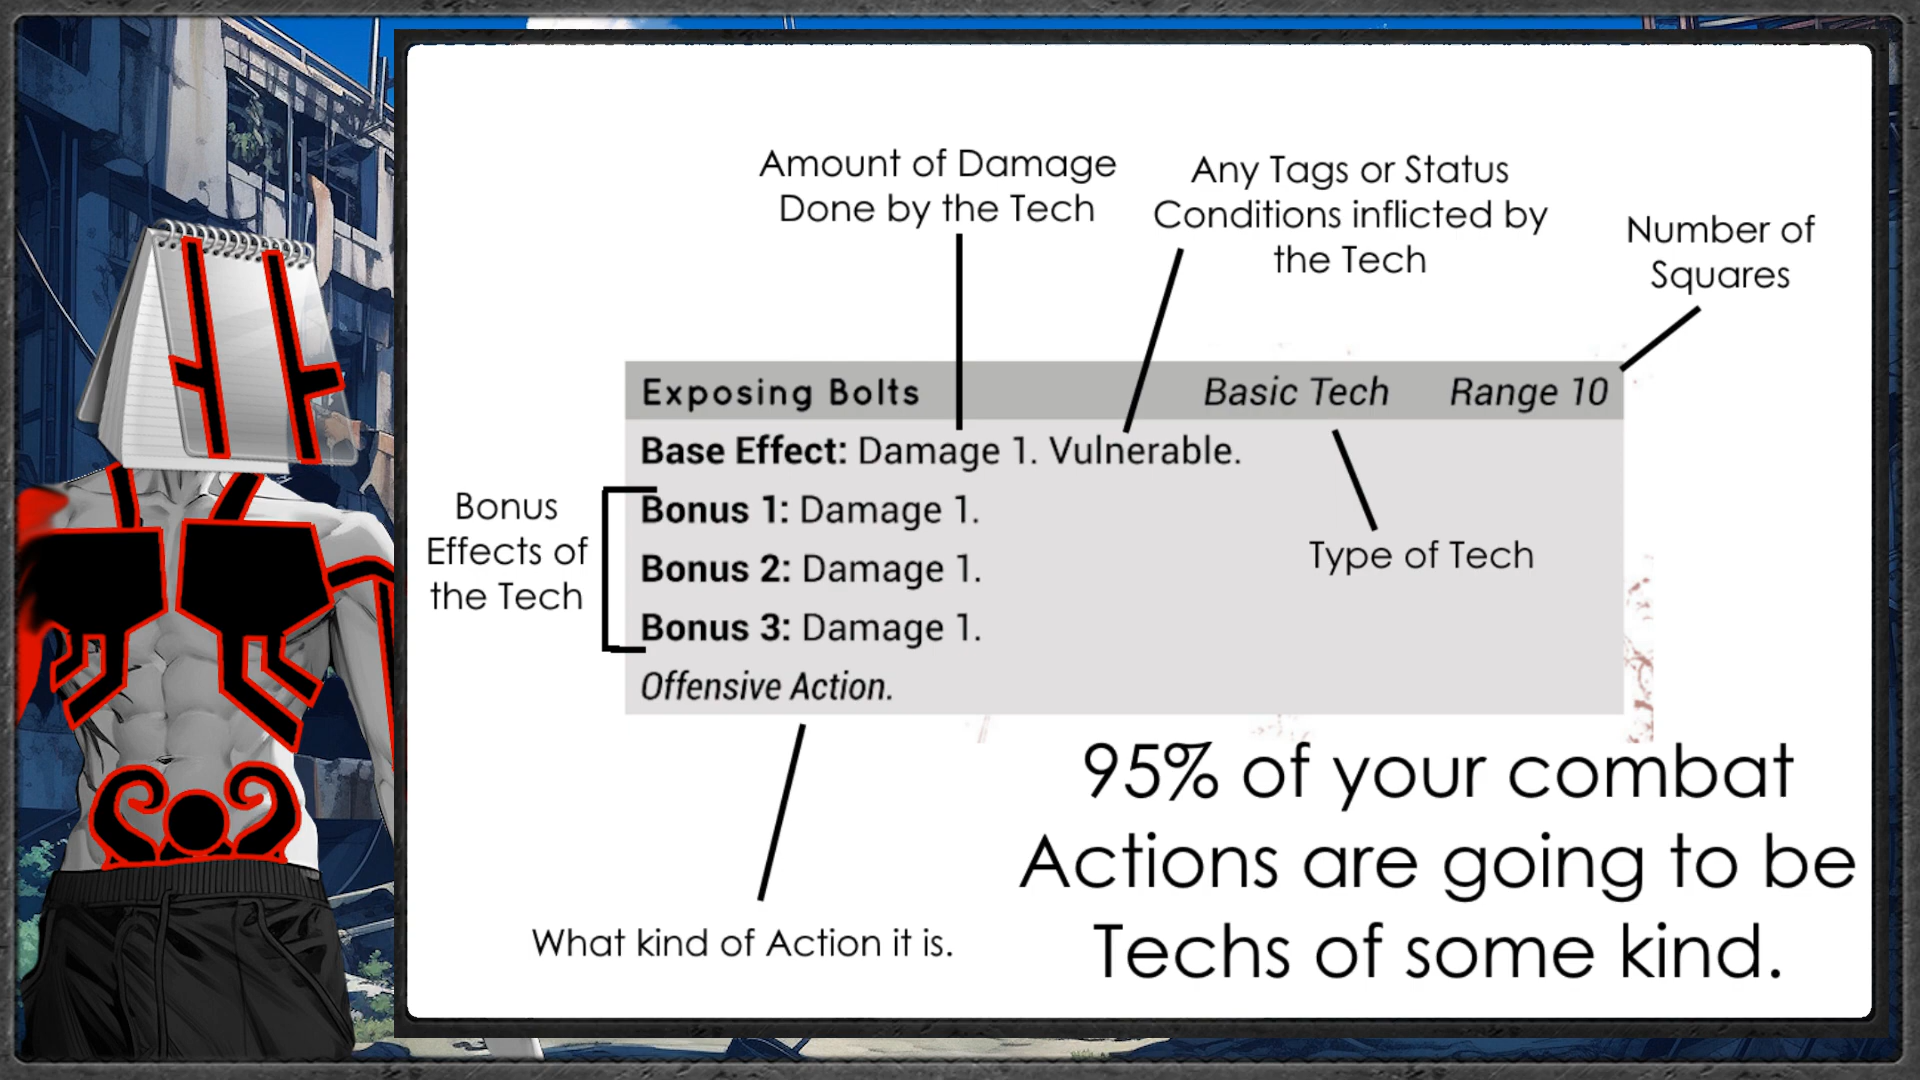 Amount of Damage
Done by the Tech
Any Tags or Status
Conditions inflicted by
the Tech
Number of
Squares
Exposing Bolts
Basic Tech
Range 10
Base Effect: Damage 1. Vulnerable.
Bonus 1: Damage 1.
Bonus 2: Damage 1.
Bonus 3: Damage 1.
Offensive Action.
Bonus
Effects of
the Tech
Type of Tech
What kind of Action it is.
95% of your combat
Actions are going to be
Techs of some kind.